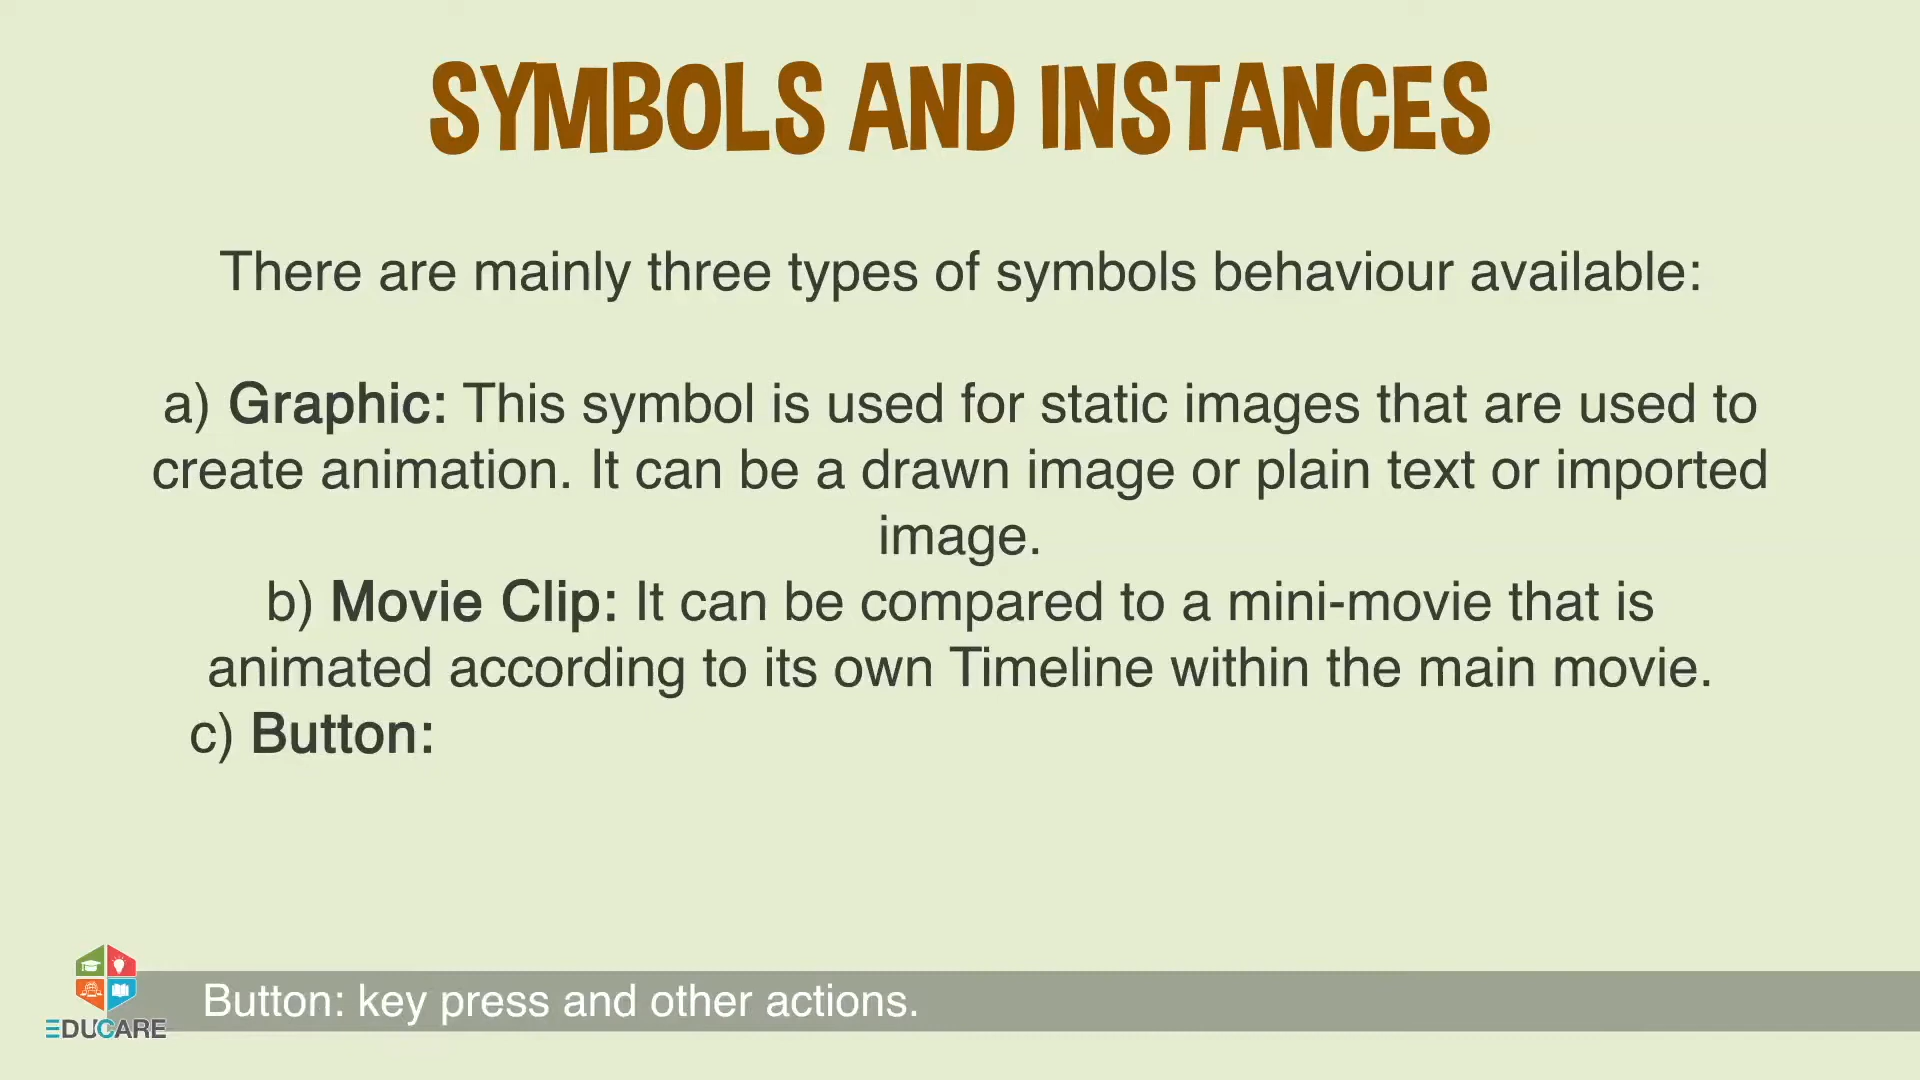 SYMBOLS AND INSTANCES
There are mainly three types of symbols behaviour available:
a) Graphic: This symbol is used for static images that are used to
create animation. It can be a drawn image or plain text or imported
image.
b) Movie Clip: It can be compared to a mini-movie that is
animated according to its own Timeline within the main movie.
c) Button:
Button: key press and other actions.
EDUCARE